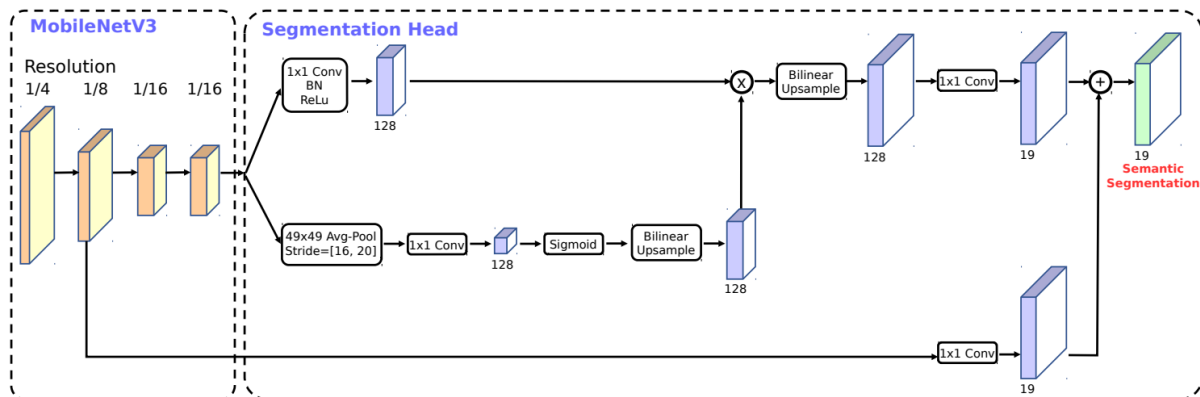 MobileNetV3
Segmentation Head
Resolution
1/4 1/8 1/16 1/16
1x1 Conv
BN
ReLu
128
X
Bilinear
Upsample
128
1x1 Conv
19
+
19
Semantic
Segmentation
49x49 Avg-Pool
Stride=[16, 20]
1x1 Conv
128
Sigmoid
Bilinear
Upsample
128
1x1 Conv
19